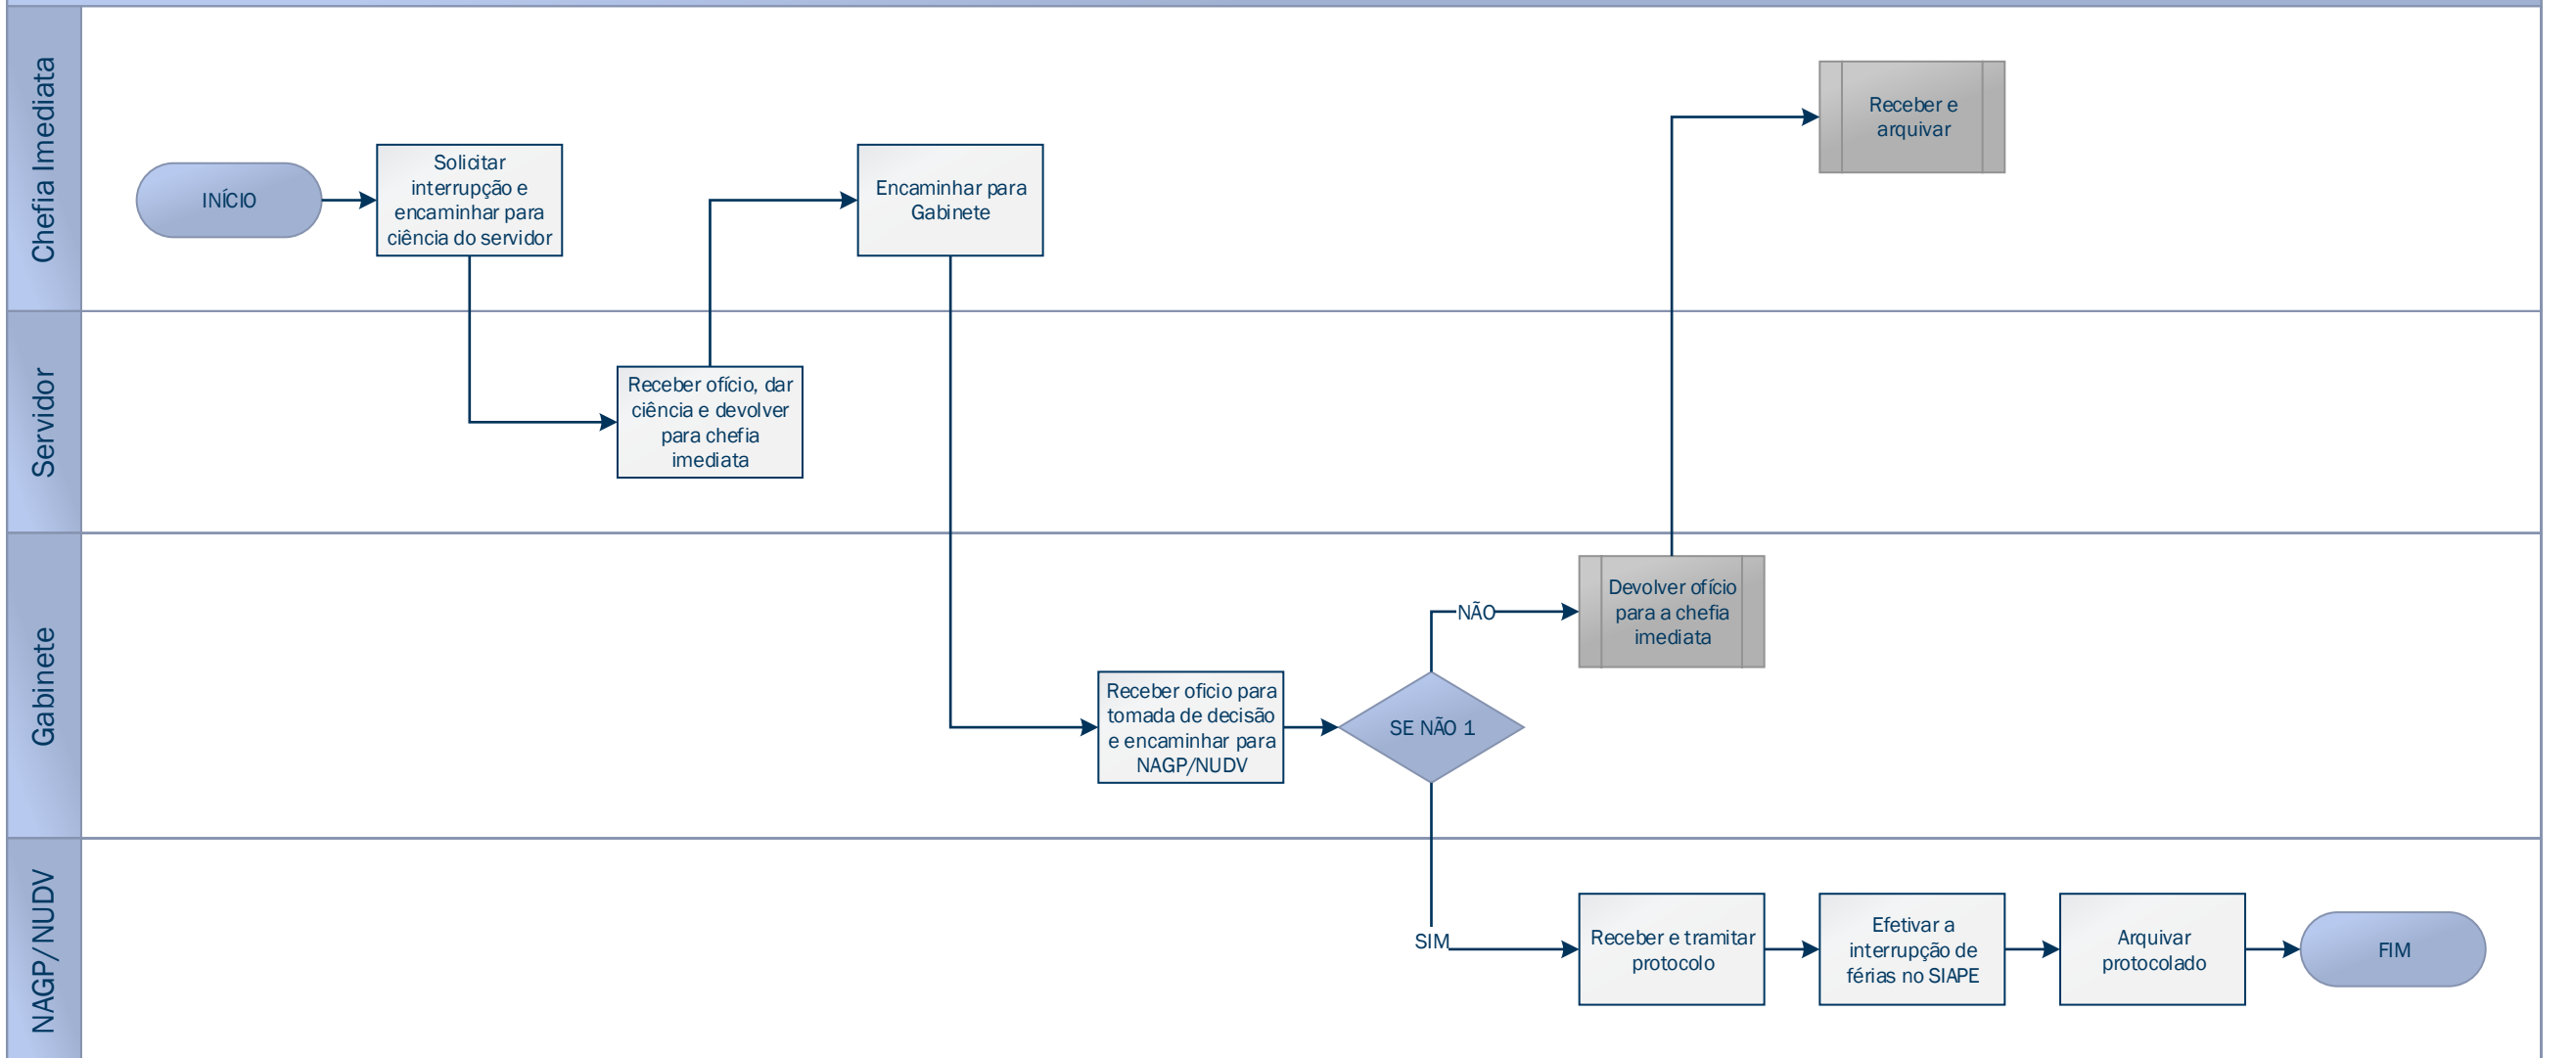 Chefia Imediata
INÍCIO
Solicitar
interrupção e
encaminhar para
ciência do servidor
Encaminhar para
Gabinete
Receber e
arquivar
Servidor
Receber ofício, dar
ciência e devolver
para chefia
imediata
Gabinete
Receber oficio para
tomada de decisão
e encaminhar para
NAGP/NUDV
SE NÃO 1
NÃO
Devolver ofício
para a chefia
imediata
NAGP/NUDV
SIM
Receber e tramitar
protocolo
Efetivar a
interrupção de
férias no SIAPE
Arquivar
protocolado
FIM